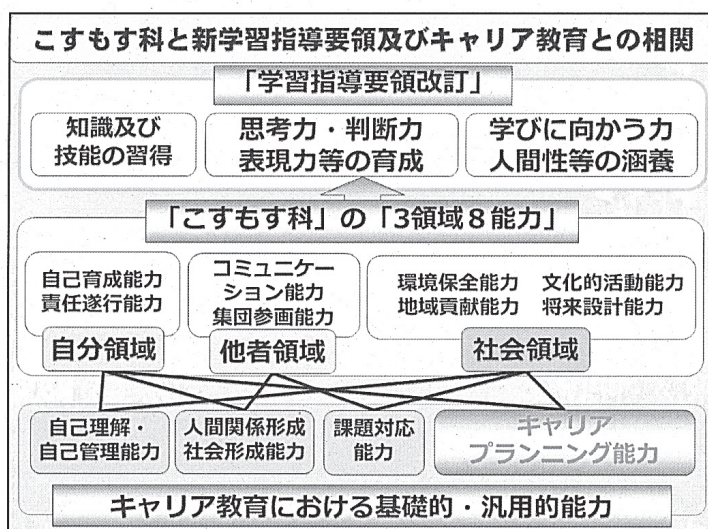 こすもす科と新学習指導要領及びキャリア教育との相関
「学習指導要領改訂」
知識及び
技能の習得
思考力・判断力
表現力等の育成
学びに向かう力
人間性等の涵養
「こすもす科」の「3領域8能力」
自己育成能力
責任遂行能力
自分領域
コミュニケー
ション能力
集団参画能力
他者領域
環境保全能力 文化的活動能力
地域貢献能力 将来設計能力
社会領域
自己理解・
自己管理能力
人間関係形成
社会形成能力
課題対応
能力
キャリア
プランニング能力
キャリア教育における基礎的・汎用的能力